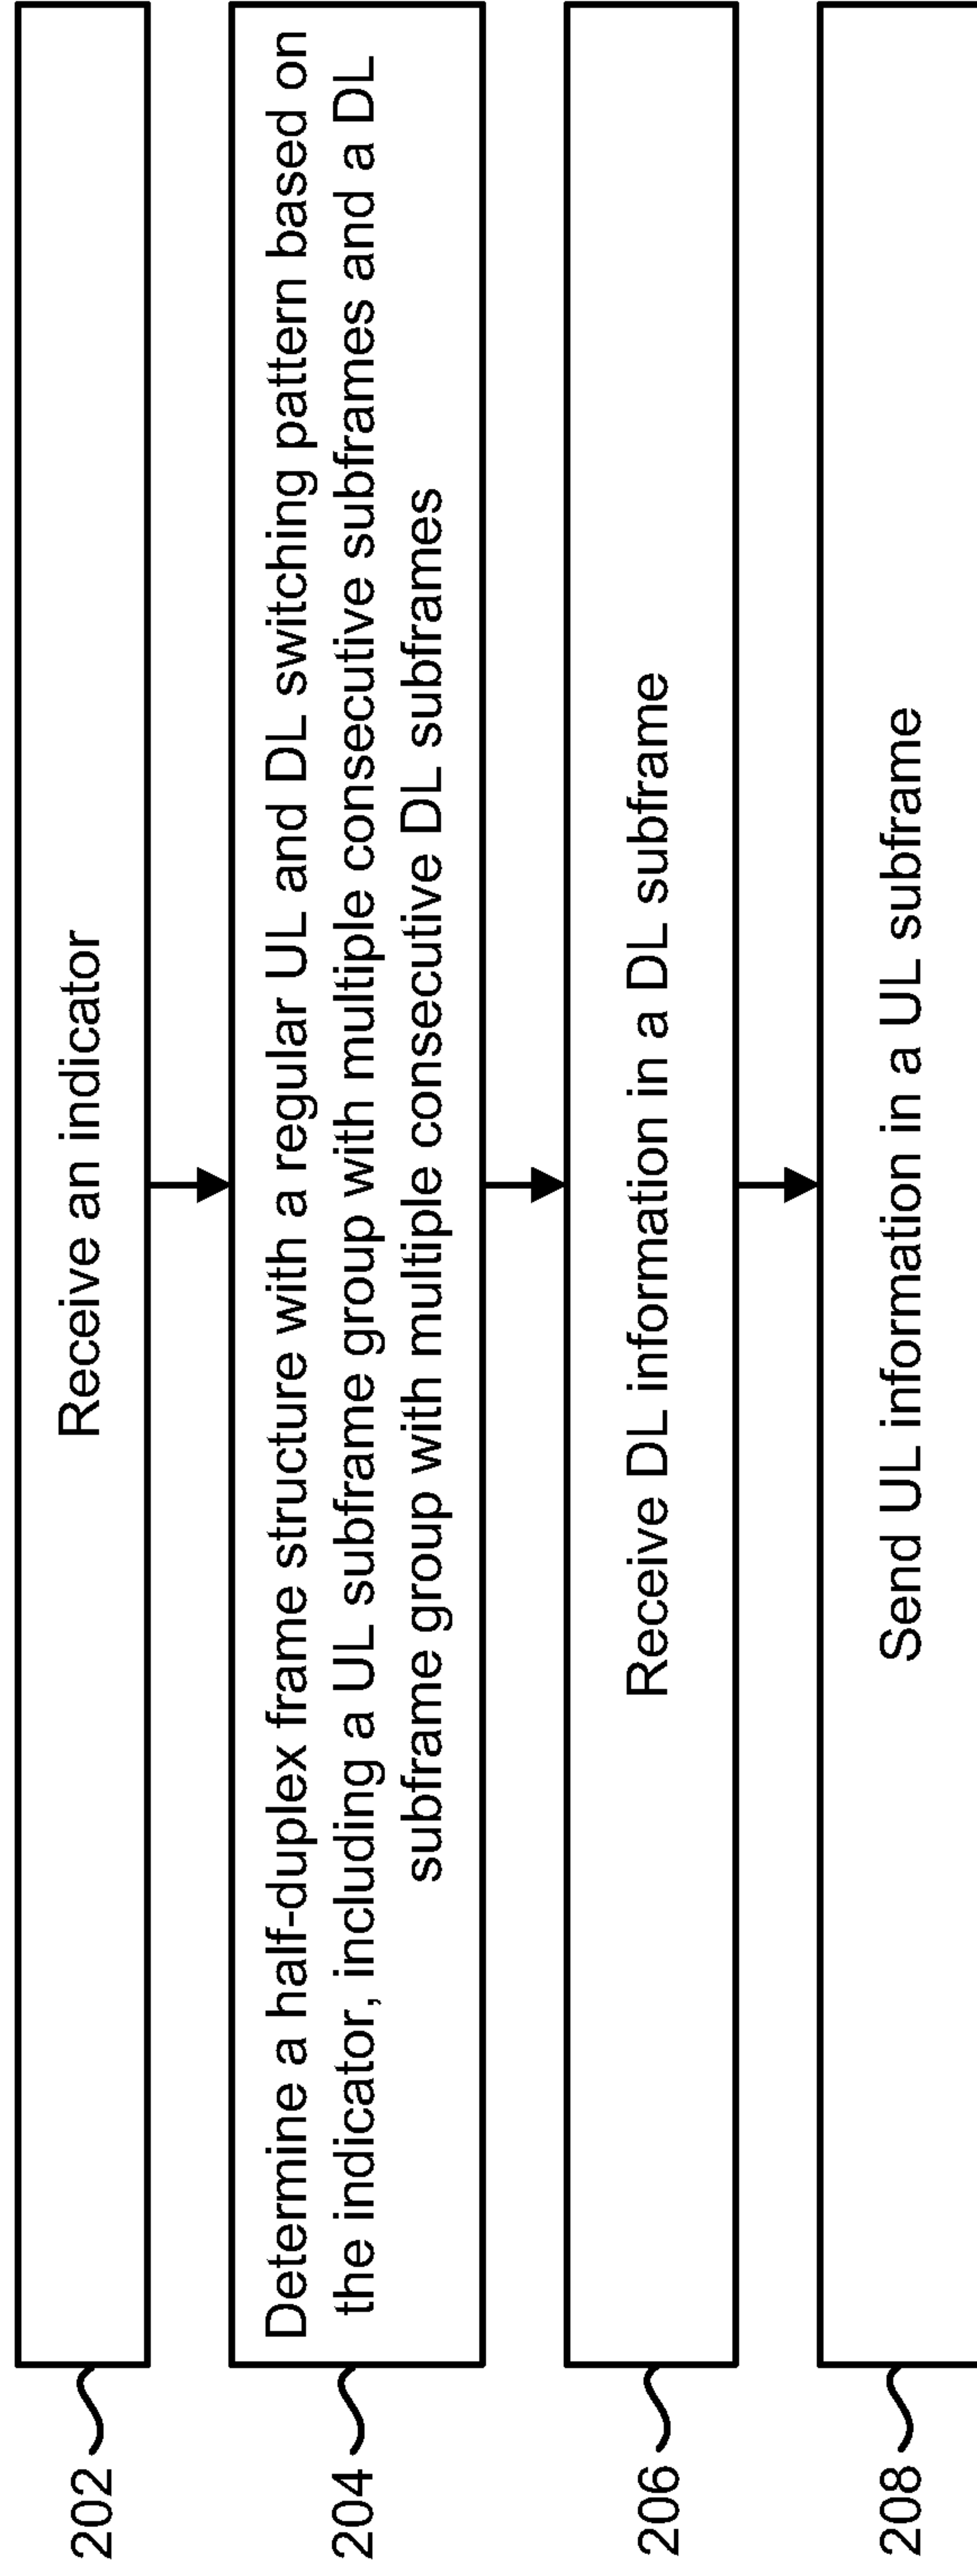 202
Receive an indicator
204
Determine a half-duplex frame structure with a regular UL and DL switching pattern based on
the indicator, including a UL subframe group with multiple consecutive subframes and a DL
subframe group with multiple consecutive DL subframes
206
Receive DL information in a DL subframe
208
Send UL information in a UL subframe